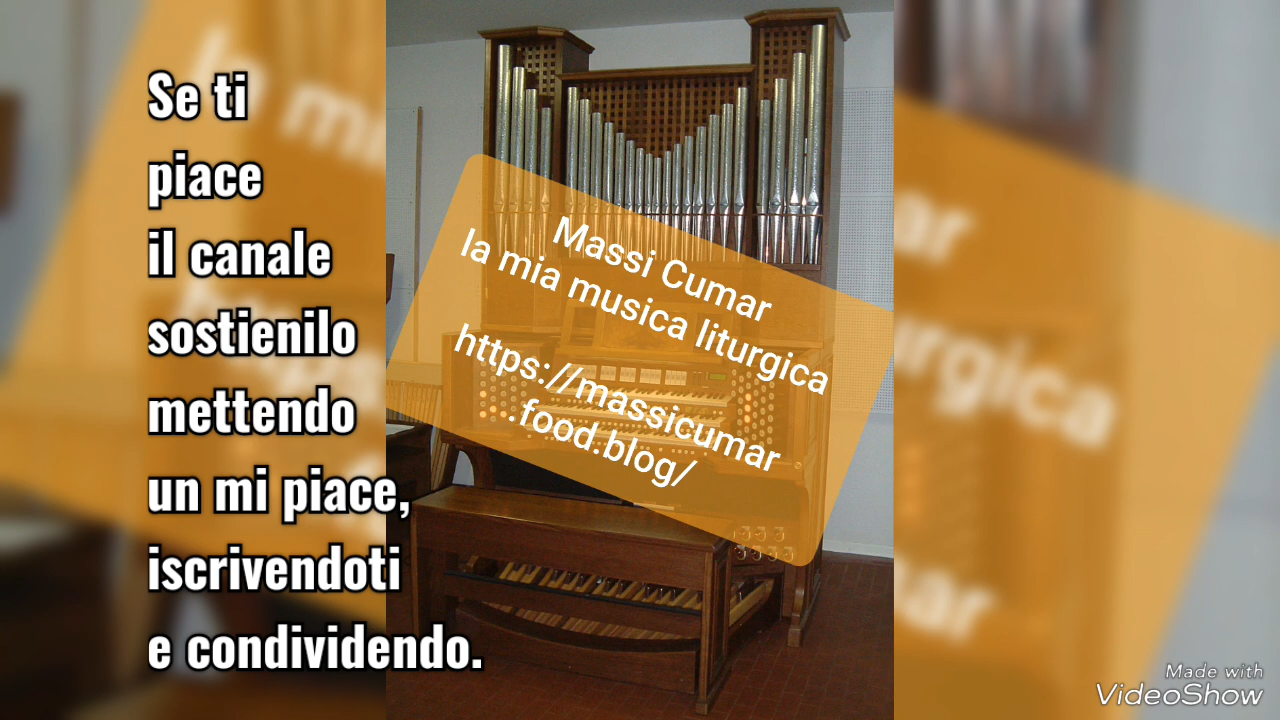 Se ti
piace
il canale
sostienilo
mettendo
un mi piace,
iscrivendoti
e condividendo.
Massi Cumar
la mia musica liturgica
https://massicumar
.food.blog/
Made with
VideoShow